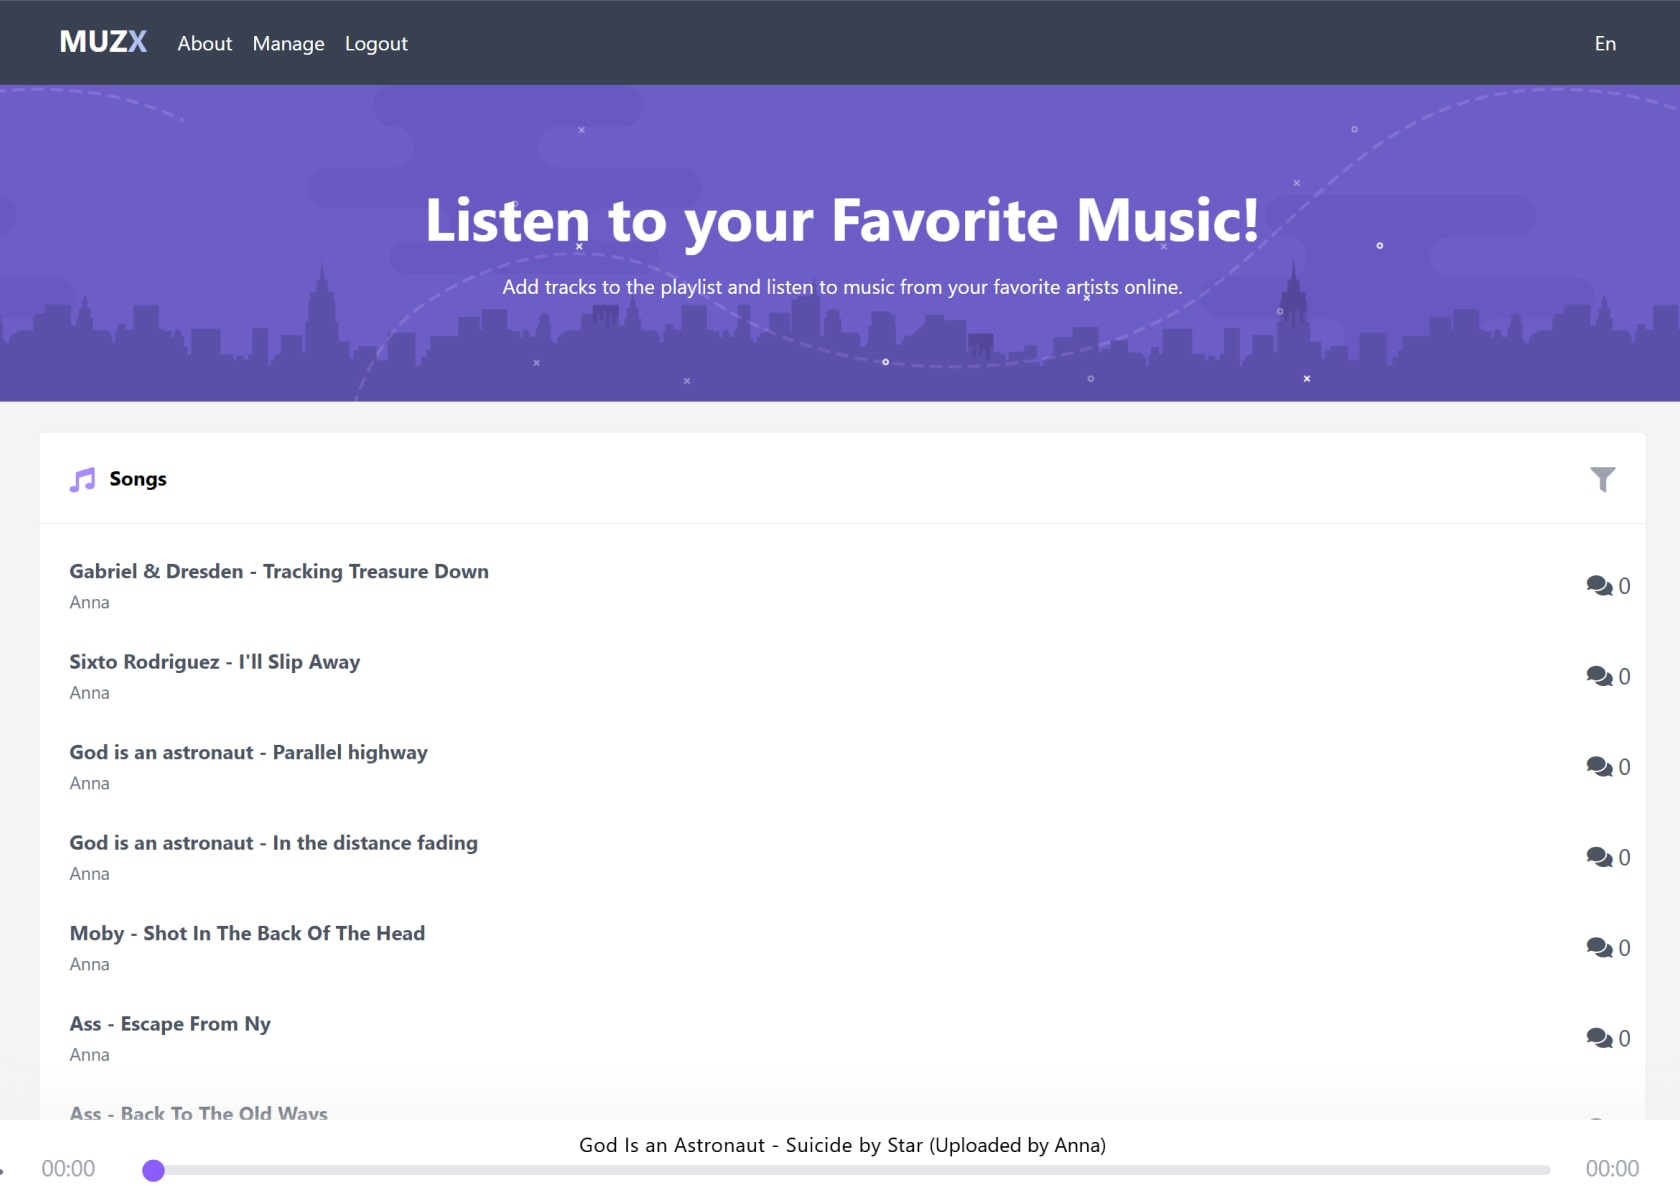 MUZX About Manage Logout En
Listen to your Favorite Music!
Add tracks to the playlist and listen to music from your favorite artists online.
Songs
Gabriel & Dresden - Tracking Treasure Down
Anna
0
Sixto Rodriguez - I'll Slip Away
Anna
0
God is an astronaut - Parallel highway
Anna
0
God is an astronaut - In the distance fading
Anna
0
Moby - Shot In The Back Of The Head
Anna
0
Ass - Escape From Ny
Anna
0
Ass - Back To The Old Ways
God Is an Astronaut - Suicide by Star (Uploaded by Anna)
00:00 00:00